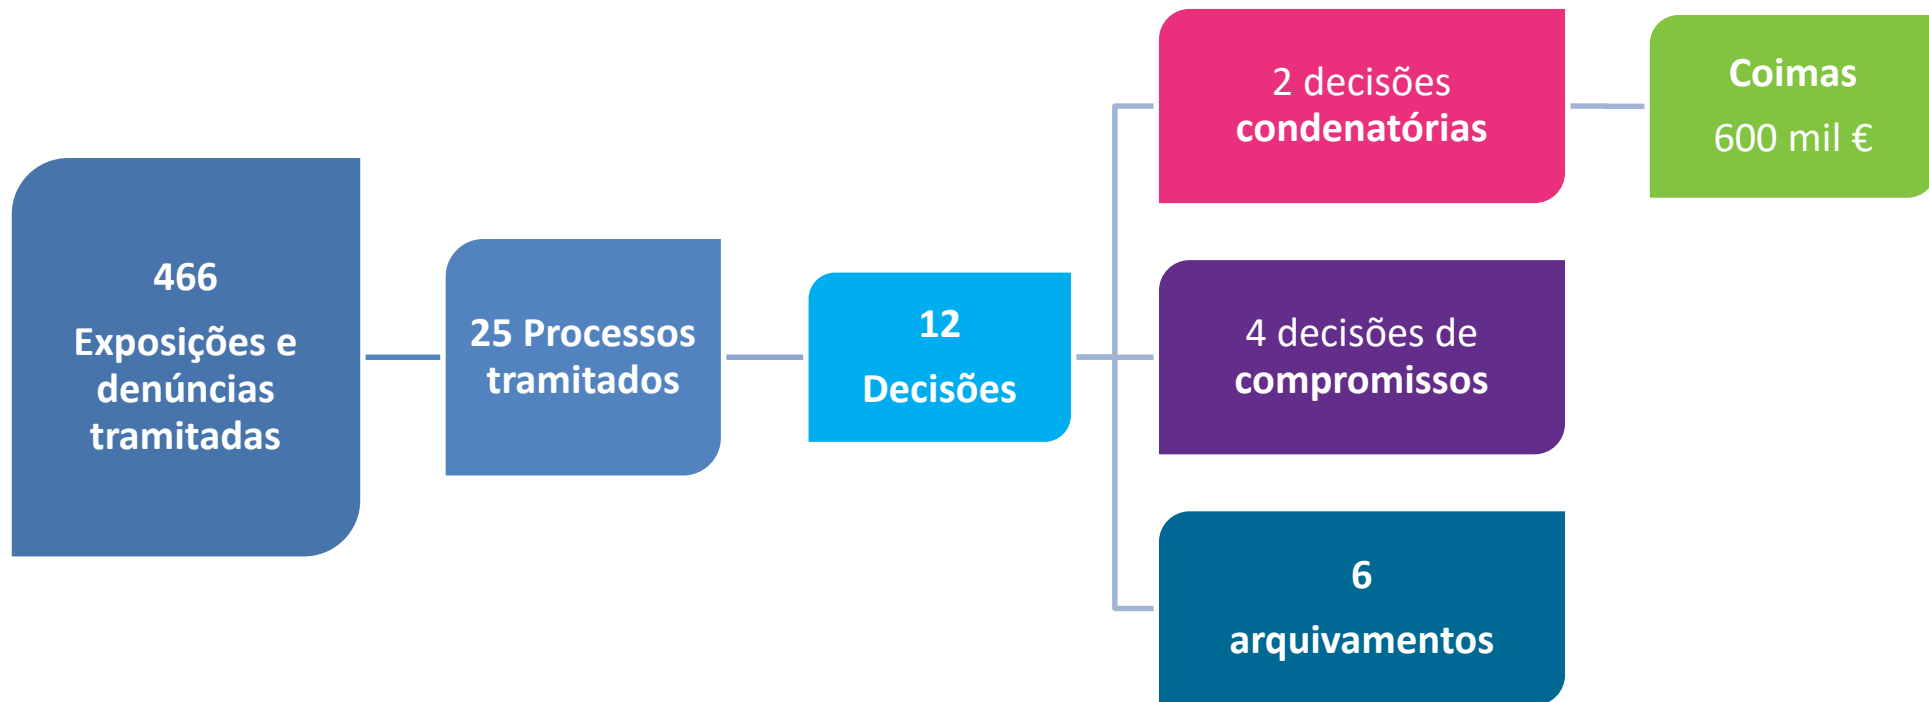 466
Exposições e
denúncias
tramitadas
25 Processos
tramitados
12
Decisões
2 decisões
condenatórias
Coimas
600 mil €
4 decisões de
compromissos
6
arquivamentos